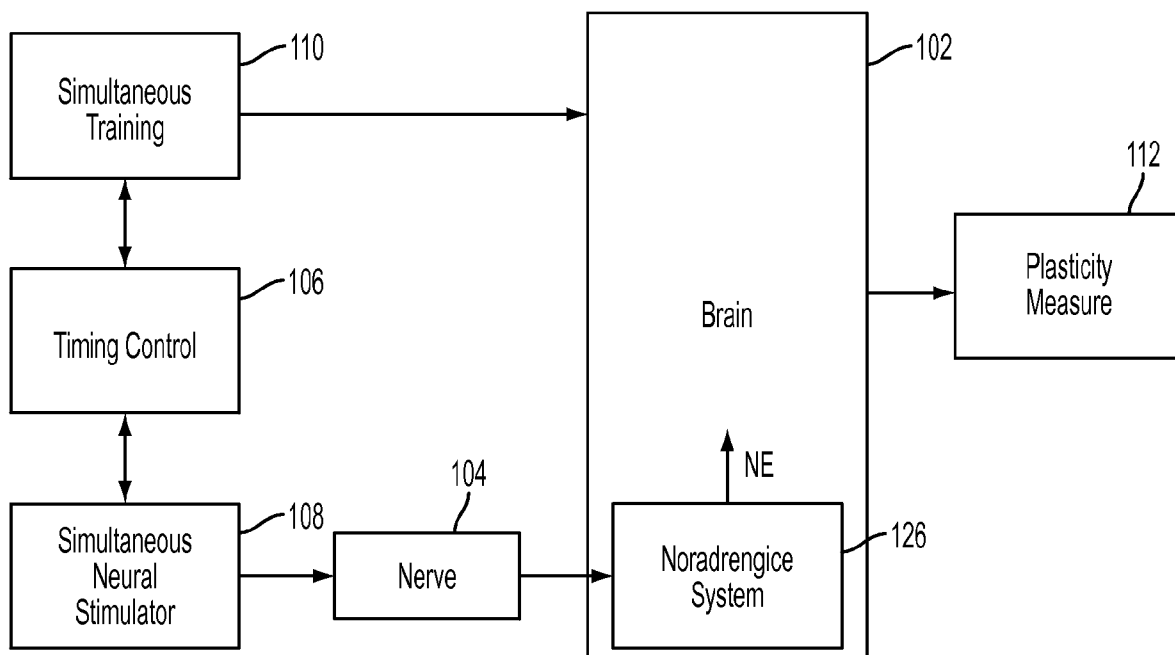 110
Simultaneous
Training
102
112
Plasticity
Measure
106
Timing Control
Brain
NE
104
108
Simultaneous
Neural
Stimulator
Nerve
126
Noradrengice
System